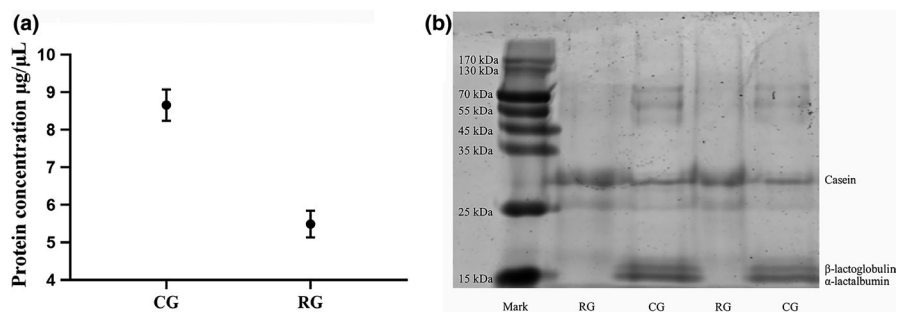 (a)
Protein concentration μg/μL
10
9
8
7
6
5
4
CG RG
(b)
170 kDa
130 kDa
70 kDa
55 kDa
45 kDa
35 kDa
25 kDa
15 kDa
Casein
β-lactoglobulin
α-lactalbumin
Mark RG CG RG CG